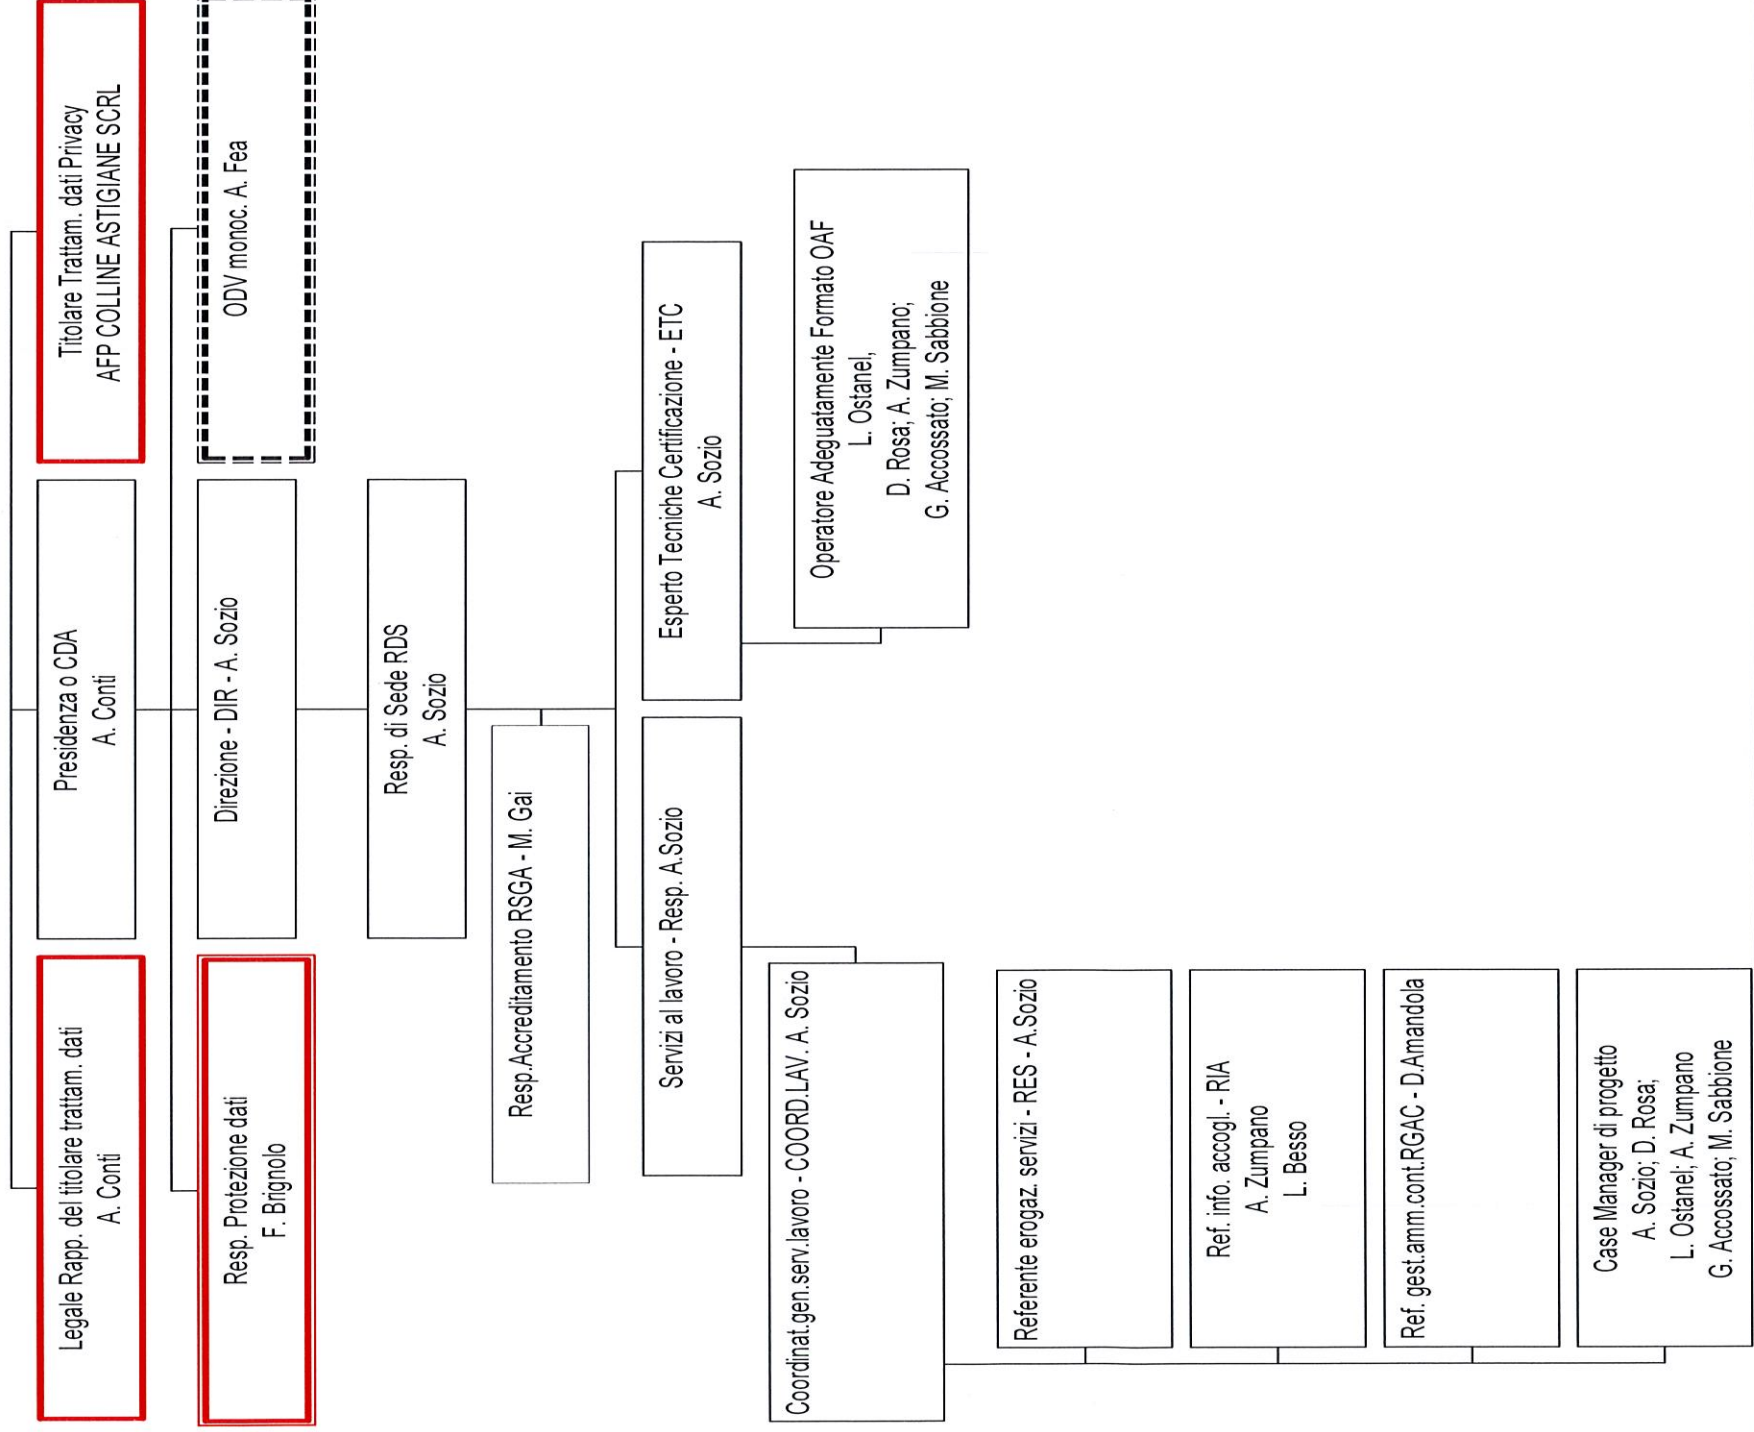 Legale Rapp. del titolare trattam. dati
A. Conti
Presidenza o CDA
A. Conti
Titolare Trattam. dati Privacy
AFP COLLINE ASTIGIANE SCRL
Resp. Protezione dati
F. Brignolo
Direzione - DIR - A. Sozio
ODV monoc. A. Fea
Resp. di Sede RDS
A. Sozio
Resp.Accreditamento RSGA - M. Gai
Servizi al lavoro - Resp. A.Sozio
Esperto Tecniche Certificazione - ETC
A. Sozio
Coordinat.gen.serv.lavoro - COORD.LAV. A. Sozio
Operatore Adeguatamente Formato OAF
L. Ostanel,
D. Rosa; A. Zumpano;
G. Accossato; M. Sabbione
Referente erogaz. servizi - RES - A.Sozio
Ref. info. accogl. - RIA
A. Zumpano
L. Besso
Ref. gest.amm.cont.RGAC - D.Amandola
Case Manager di progetto
A. Sozio; D. Rosa;
L. Ostanel; A. Zumpano
G. Accossato; M. Sabbione